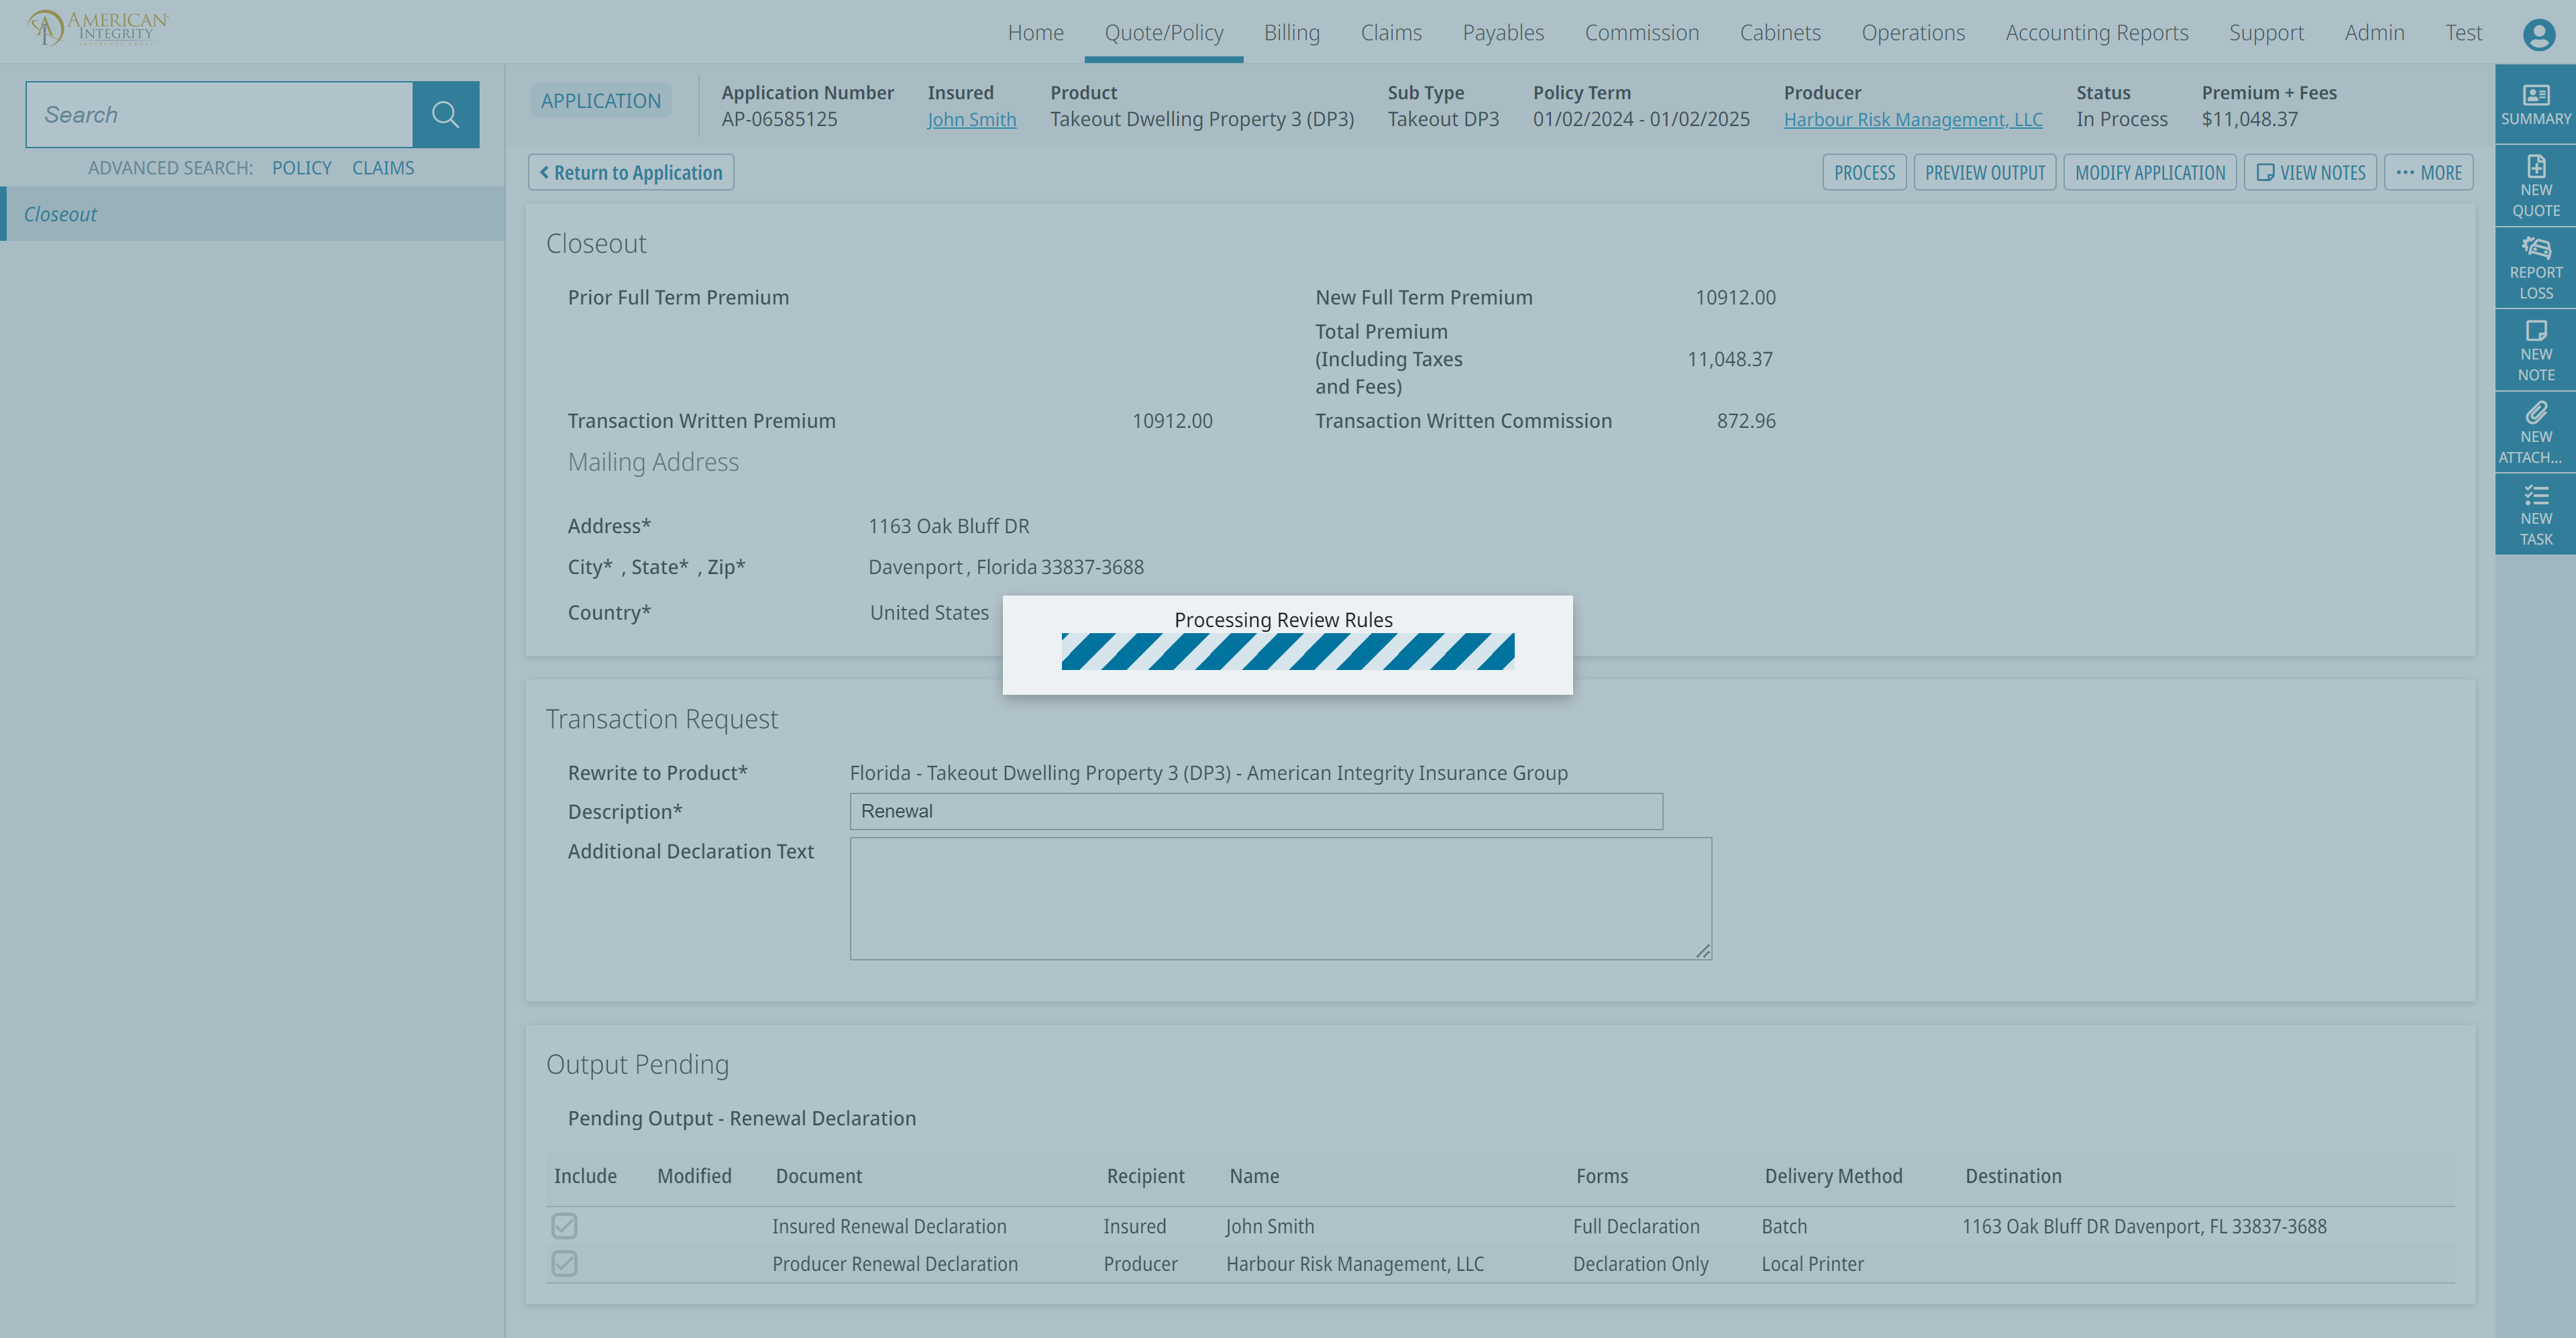 AMERICAN
INTEGRITY
Home Quote/Policy Billing Claims Payables Commission Cabinets Operations Accounting Reports Support Admin Test
Search
ADVANCED SEARCH: POLICY CLAIMS
Closeout
APPLICATION
Application Number Insured Product Sub Type Policy Term Producer Status Premium + Fees
AP-06585125 John Smith Takeout Dwelling Property 3 (DP3) Takeout DP3 01/02/2024 - 01/02/2025 Harbour Risk Management, LLC In Process $11,048.37
Return to Application
PROCESS PREVIEW OUTPUT MODIFY APPLICATION VIEW NOTES ••• MORE
Closeout
Prior Full Term Premium New Full Term Premium 10912.00
Total Premium
(Including Taxes 11,048.37
and Fees)
Transaction Written Premium 10912.00 Transaction Written Commission 872.96
Mailing Address
Address* 1163 Oak Bluff DR
City* , State* , Zip* Davenport , Florida 33837-3688
Country* United States
Processing Review Rules
Transaction Request
Rewrite to Product* Florida - Takeout Dwelling Property 3 (DP3) - American Integrity Insurance Group
Description* Renewal
Additional Declaration Text
Output Pending
Pending Output - Renewal Declaration
Include Modified Document Recipient Name Forms Delivery Method Destination
Insured Renewal Declaration Insured John Smith Full Declaration Batch 1163 Oak Bluff DR Davenport, FL 33837-3688
Producer Renewal Declaration Producer Harbour Risk Management, LLC Declaration Only Local Printer
SUMMARY
NEW
QUOTE
REPORT
LOSS
NEW
NOTE
NEW
ATTACH...
NEW
TASK